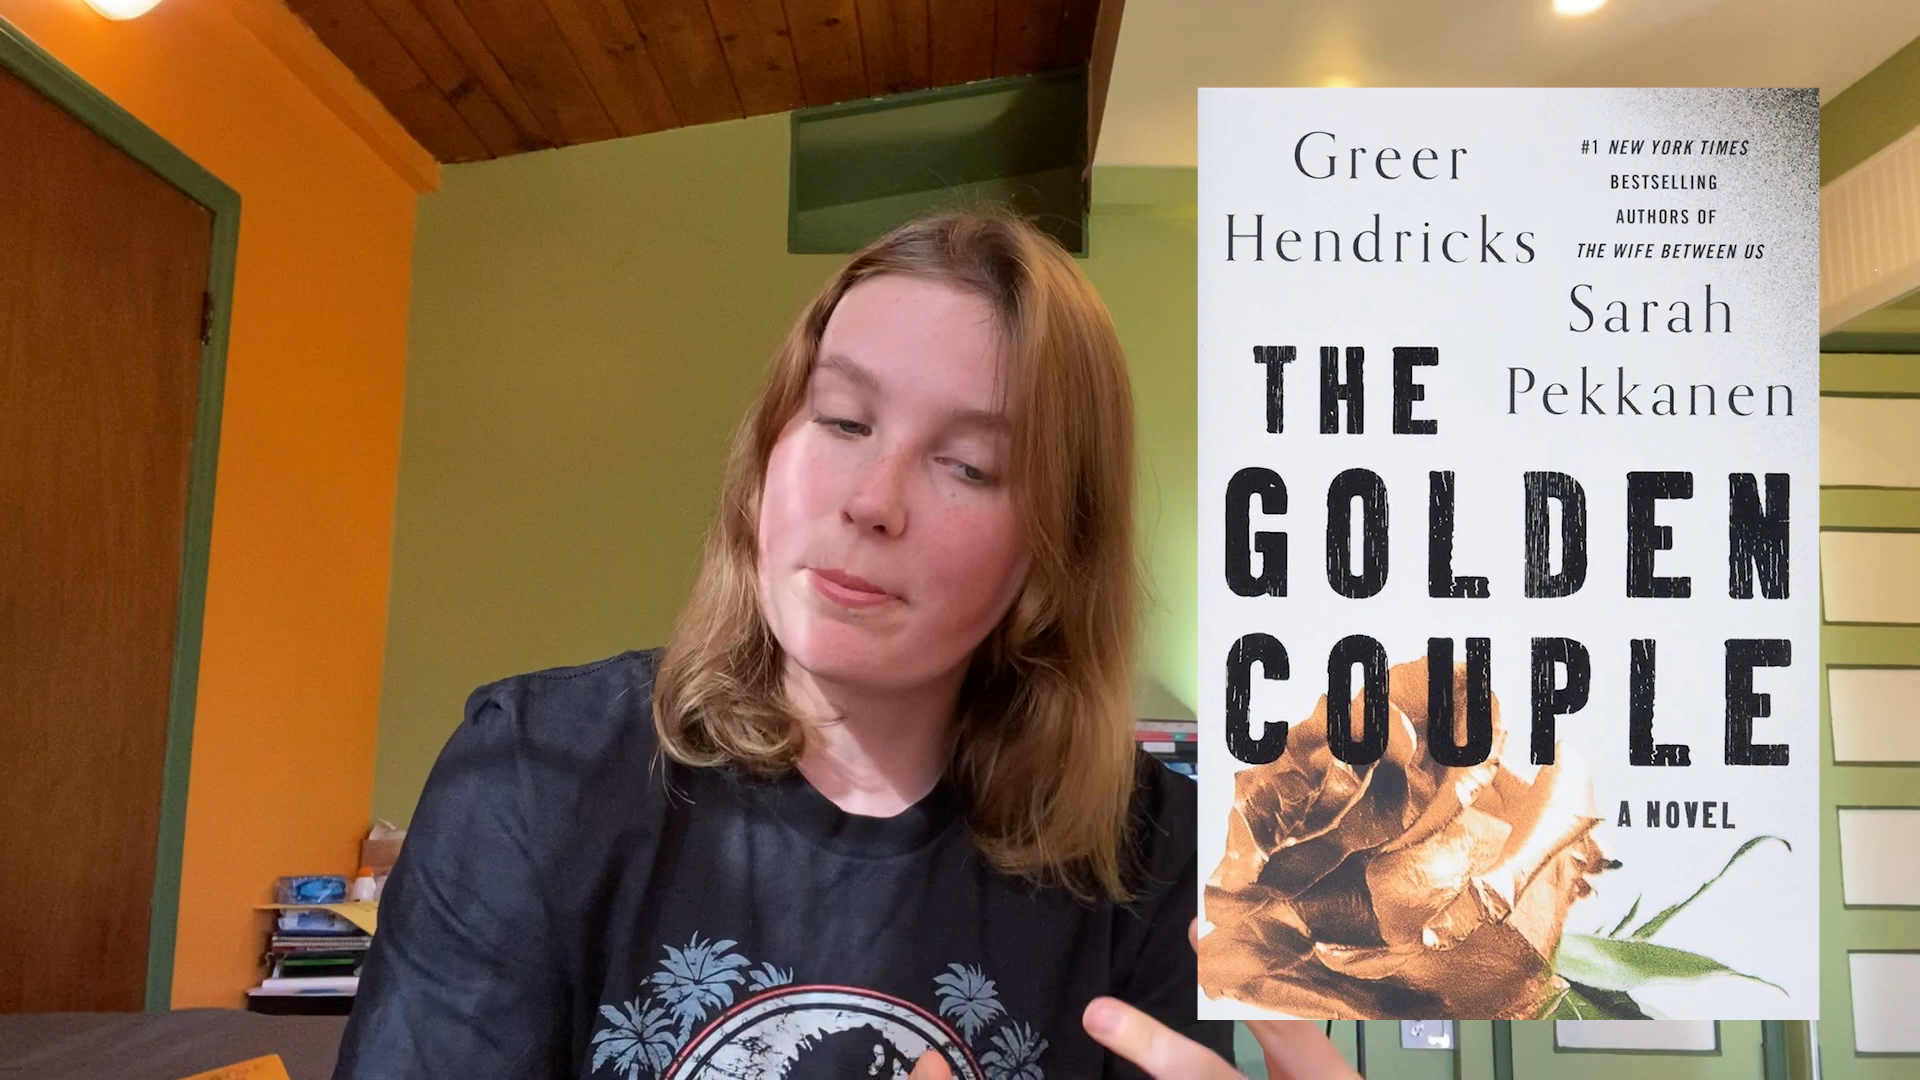 Greer
Hendricks
#1 NEW YORK TIMES
BESTSELLING
AUTHORS OF
THE WIFE BETWEEN US
Sarah
Pekkanen
THE
GOLDEN
COUPLE
A NOVEL